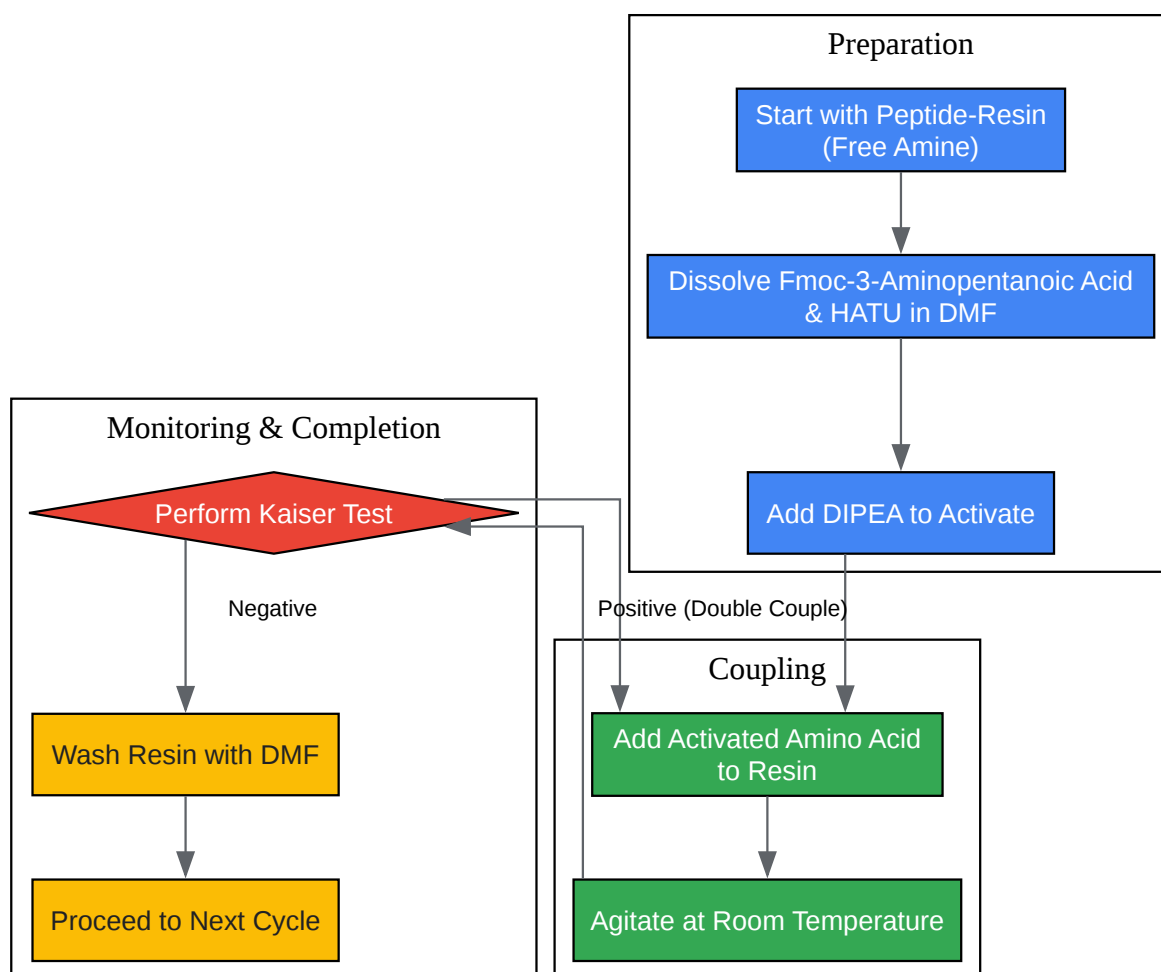 Preparation
Start with Peptide-Resin
(Free Amine)
Dissolve Fmoc-3-Aminopentanoic Acid
& HATU in DMF
Add DIPEA to Activate
Monitoring & Completion
Perform Kaiser Test
Negative
Positive (Double Couple)
Coupling
Add Activated Amino Acid
to Resin
Agitate at Room Temperature
Wash Resin with DMF
Proceed to Next Cycle